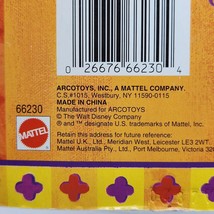 0 26676 66230 4
ARCOTOYS, INC., A MATTEL COMPANY.
C.S.#1015, Westbury, NY 11590-0115
MADE IN CHINA
66230
Manufactured for ARCOTOYS
© The Walt Disney Company
® and ™ designate U.S. trademarks of Mattel, Inc.
MATTEL
Retain this address for future reference:
Mattel U.K. Ltd., Meridian West, Leicester LE3 2WT.
Mattel Australia Pty., Ltd., Port Melbourne, Victoria 32